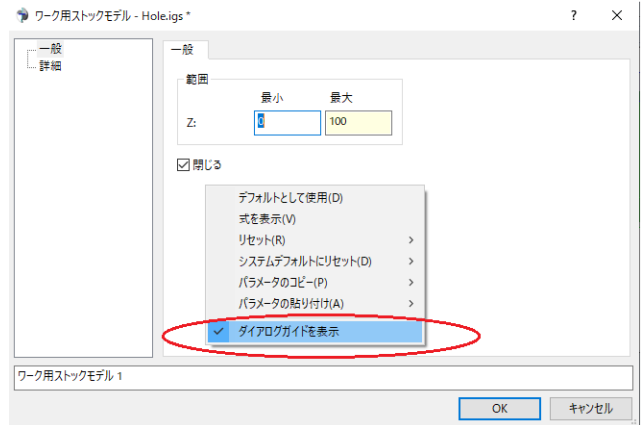 ワーク用ストックモデル - Hole.igs *
? ×
一般
詳細
一般
範囲
最小 最大
Z: 0 100
閉じる
デフォルトとして使用(D)
式を表示(V)
リセット(R)
システムデフォルトにリセット(D)
パラメータのコピー(P)
パラメータの貼り付け(A)
ダイアログガイドを表示
ワーク用ストックモデル 1
OK キャンセル